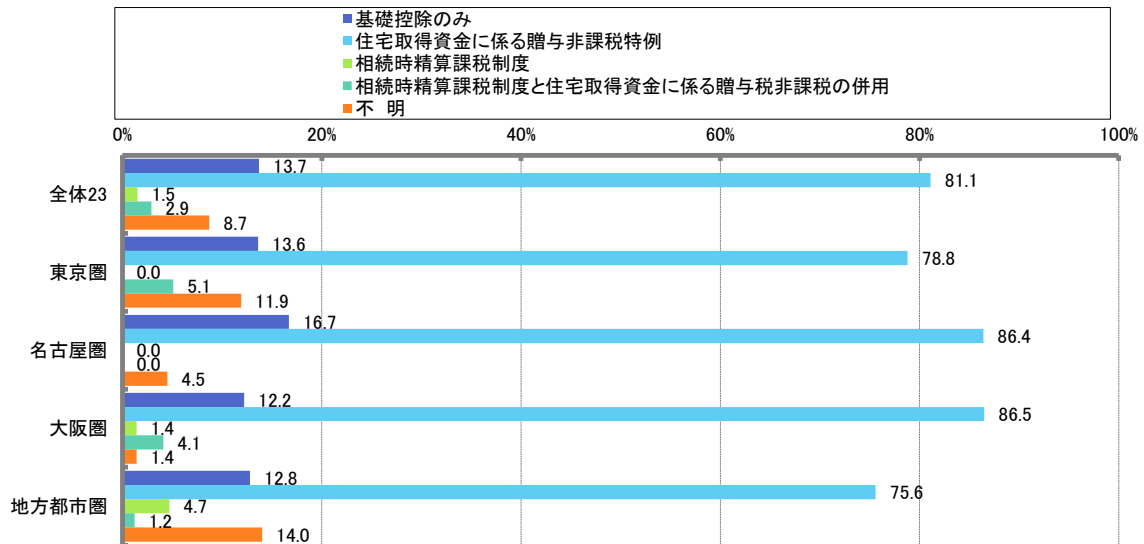 基礎控除のみ
住宅取得資金に係る贈与非課税特例
相続時精算課税制度
相続時精算課税制度と住宅取得資金に係る贈与税非課税の併用
不 明
0% 20% 40% 60% 80% 100%
全体23
13.7
81.1
1.5
2.9
8.7
東京圏
13.6
78.8
0.0
5.1
11.9
名古屋圏
16.7
86.4
0.0
0.0
4.5
大阪圏
12.2
86.5
1.4
4.1
1.4
地方都市圏
12.8
75.6
4.7
1.2
14.0